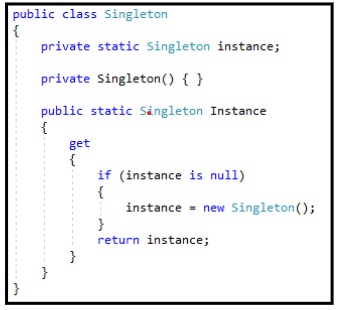 public class Singleton
{
    private static Singleton instance;

    private Singleton() { }

    public static Singleton Instance
    {
        get
        {
            if (instance is null)
            {
                instance = new Singleton();
            }
            return instance;
        }
    }
}